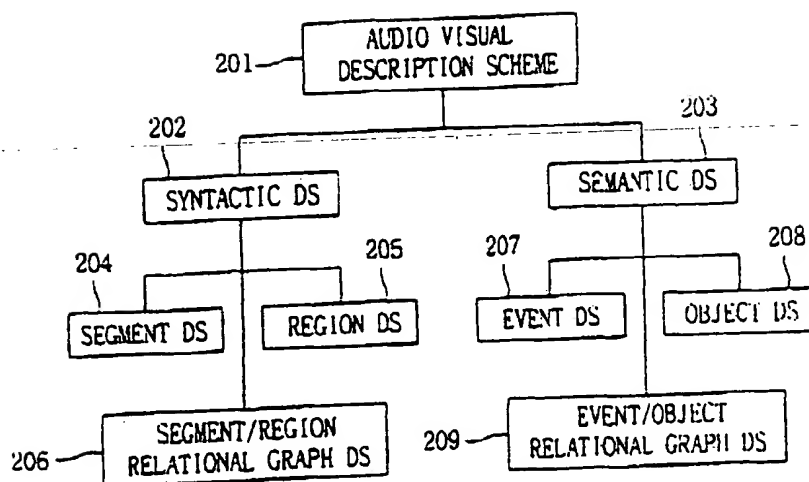 AUDIO VISUAL
201
DESCRIPTION SCHEME
202
203
SYNTACTIC DS
SEMANTIC DS
204
205
207
208
SEGMENT DS
REGION DS
EVENT DS
OBJECT DS
SEGMENT/REGION
206
RELATIONAL GRAPH DS
EVENT/OBJECT
209
RELATIONAL GRAPH DS